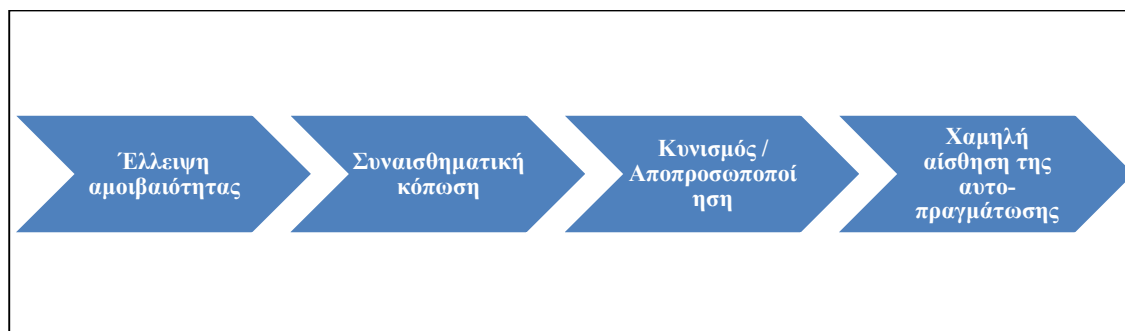 Έλλειψη
αμοιβαιότητας
Συναισθηματική
κόπωση
Κυνισμός /
Αποπροσωποποί
ηση
Χαμηλή
αίσθηση της
αυτο-
πραγμάτωσης